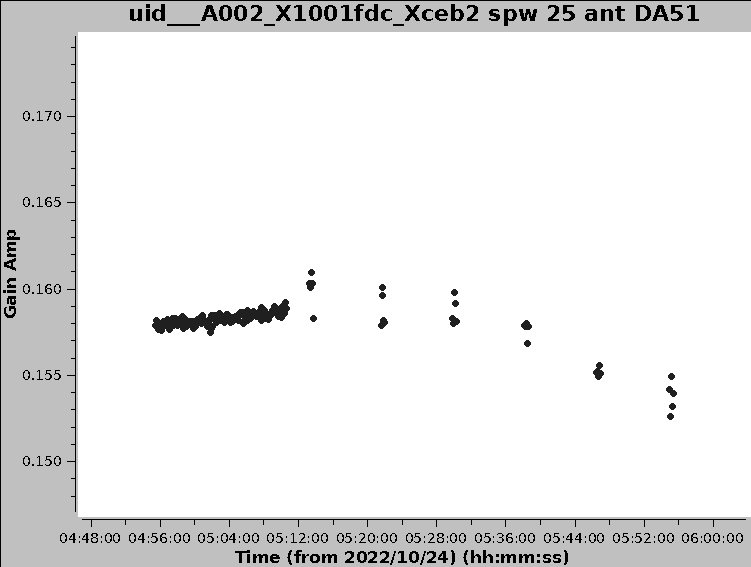 uid___A002_X1001fdc_Xceb2 spw 25 ant DA51
Gain Amp
0.170
0.165
0.160
0.155
0.150
04:48:00 04:56:00 05:04:00 05:12:00 05:20:00 05:28:00 05:36:00 05:44:00 05:52:00 06:00:00
Time (from 2022/10/24) (hh:mm:ss)